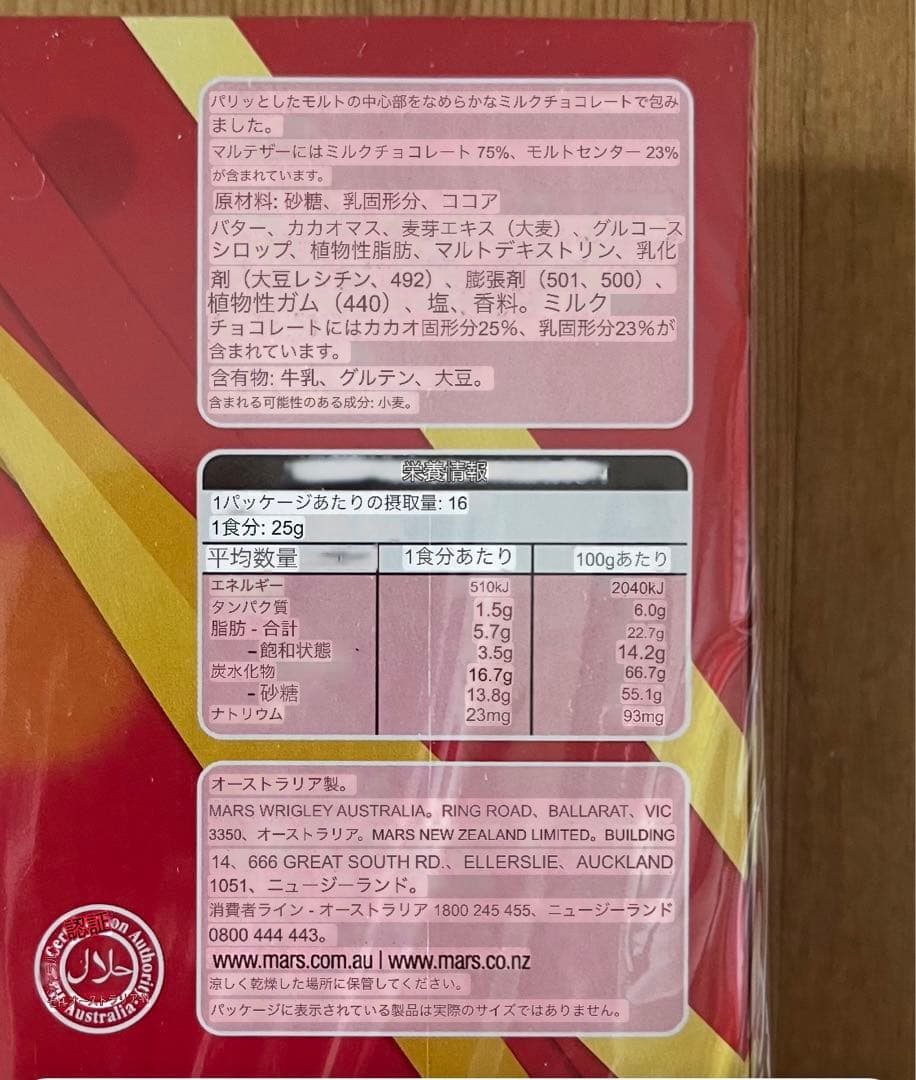 パリッとしたモルトの中心部をなめらかなミルクチョコレートで包み
ました。
マルテザーにはミルクチョコレート 75%、モルトセンター 23%
が含まれています。
原材料: 砂糖、乳固形分、ココア
バター、カカオマス、麦芽エキス（大麦）、グルコース
シロップ、植物性脂肪、マルトデキストリン、乳化
剤（大豆レシチン、492）、膨張剤（501、500）、
植物性ガム（440）、塩、香料。ミルク
チョコレートにはカカオ固形分25%、乳固形分23%が
含まれています。
含有物: 牛乳、グルテン、大豆。
含まれる可能性のある成分: 小麦。
栄養情報
1パッケージあたりの摂取量: 16
1食分: 25g
平均数量 1食分あたり 100gあたり
エネルギー 510kJ 2040kJ
タンパク質 1.5g 6.0g
脂肪 - 合計 5.7g 22.7g
- 飽和状態 3.5g 14.2g
炭水化物 16.7g 66.7g
- 砂糖 13.8g 55.1g
ナトリウム 23mg 93mg
オーストラリア製。
MARS WRIGLEY AUSTRALIA。RING ROAD、BALLARAT、VIC
3350、オーストラリア。MARS NEW ZEALAND LIMITED。BUILDING
14、666 GREAT SOUTH RD.、ELLERSLIE、AUCKLAND
1051、ニュージーランド。
消費者ライン - オーストラリア 1800 245 455、ニュージーランド
0800 444 443。
www.mars.com.au | www.mars.co.nz
涼しく乾燥した場所に保管してください。
パッケージに表示されている製品は実際のサイズではありません。
認証
on Authority
حلال
Australia